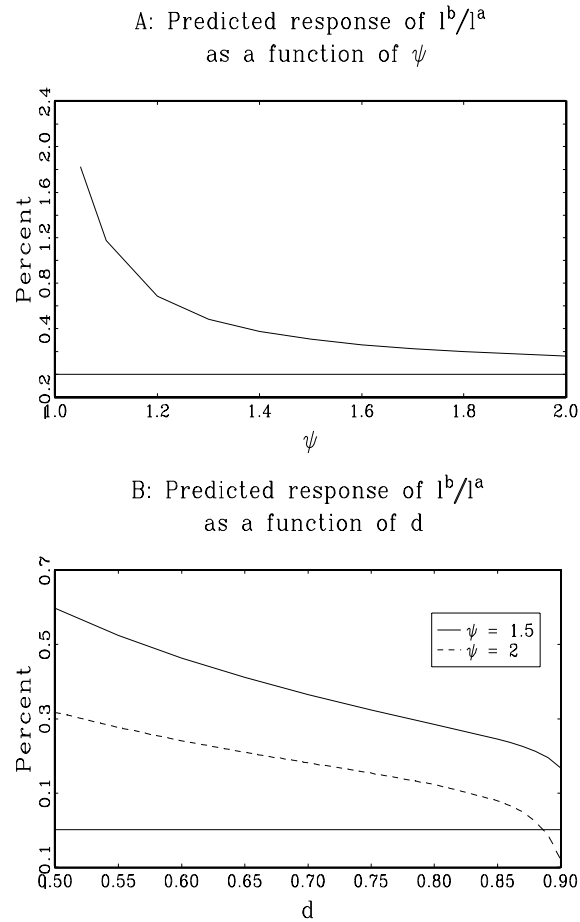 A: Predicted response of l^b/l^a
as a function of ψ
Percent
2.4
2.0
1.6
1.2
0.8
0.4
-0.2
1.0 1.2 1.4 1.6 1.8 2.0
ψ
B: Predicted response of l^b/l^a
as a function of d
Percent
0.7
0.5
0.3
0.1
-0.1
ψ = 1.5
ψ = 2
0.50 0.55 0.60 0.65 0.70 0.75 0.80 0.85 0.90
d